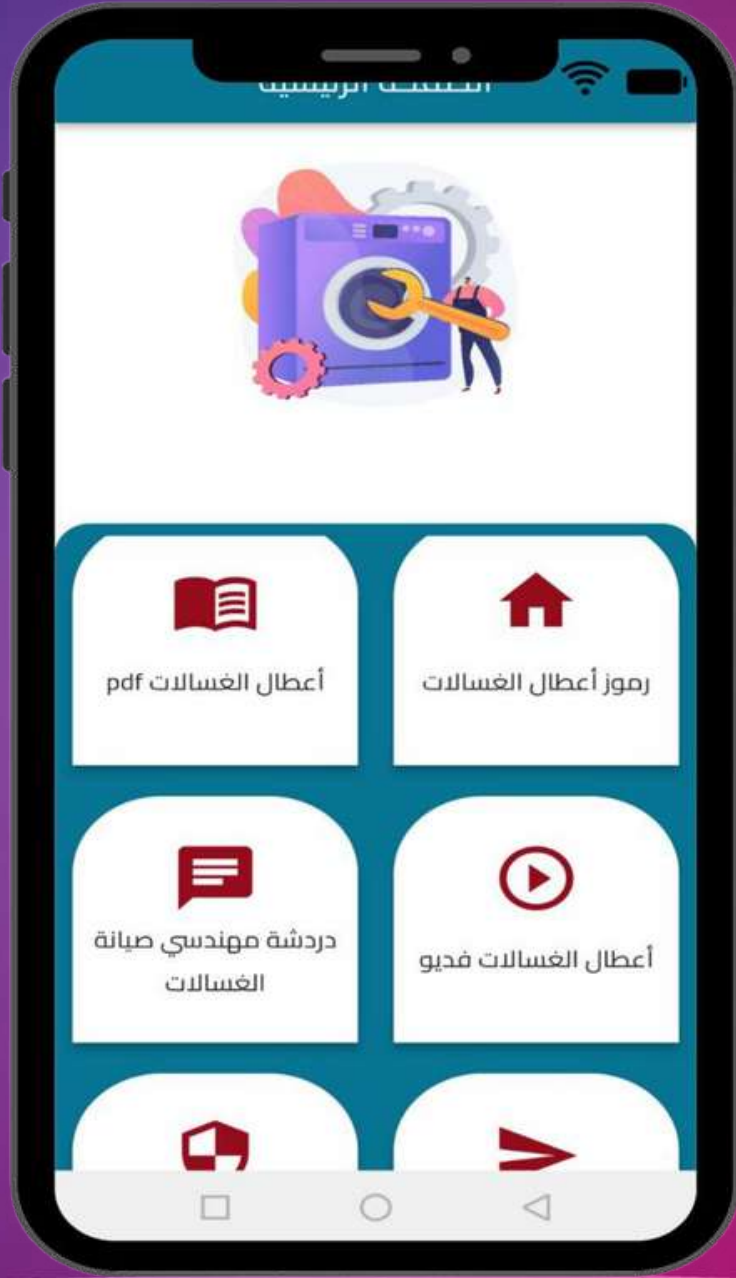 رموز أعطال الغسالات
أعطال الغسالات pdf
أعطال الغسالات فديو
دردشة مهندسي صيانة
الغسالات